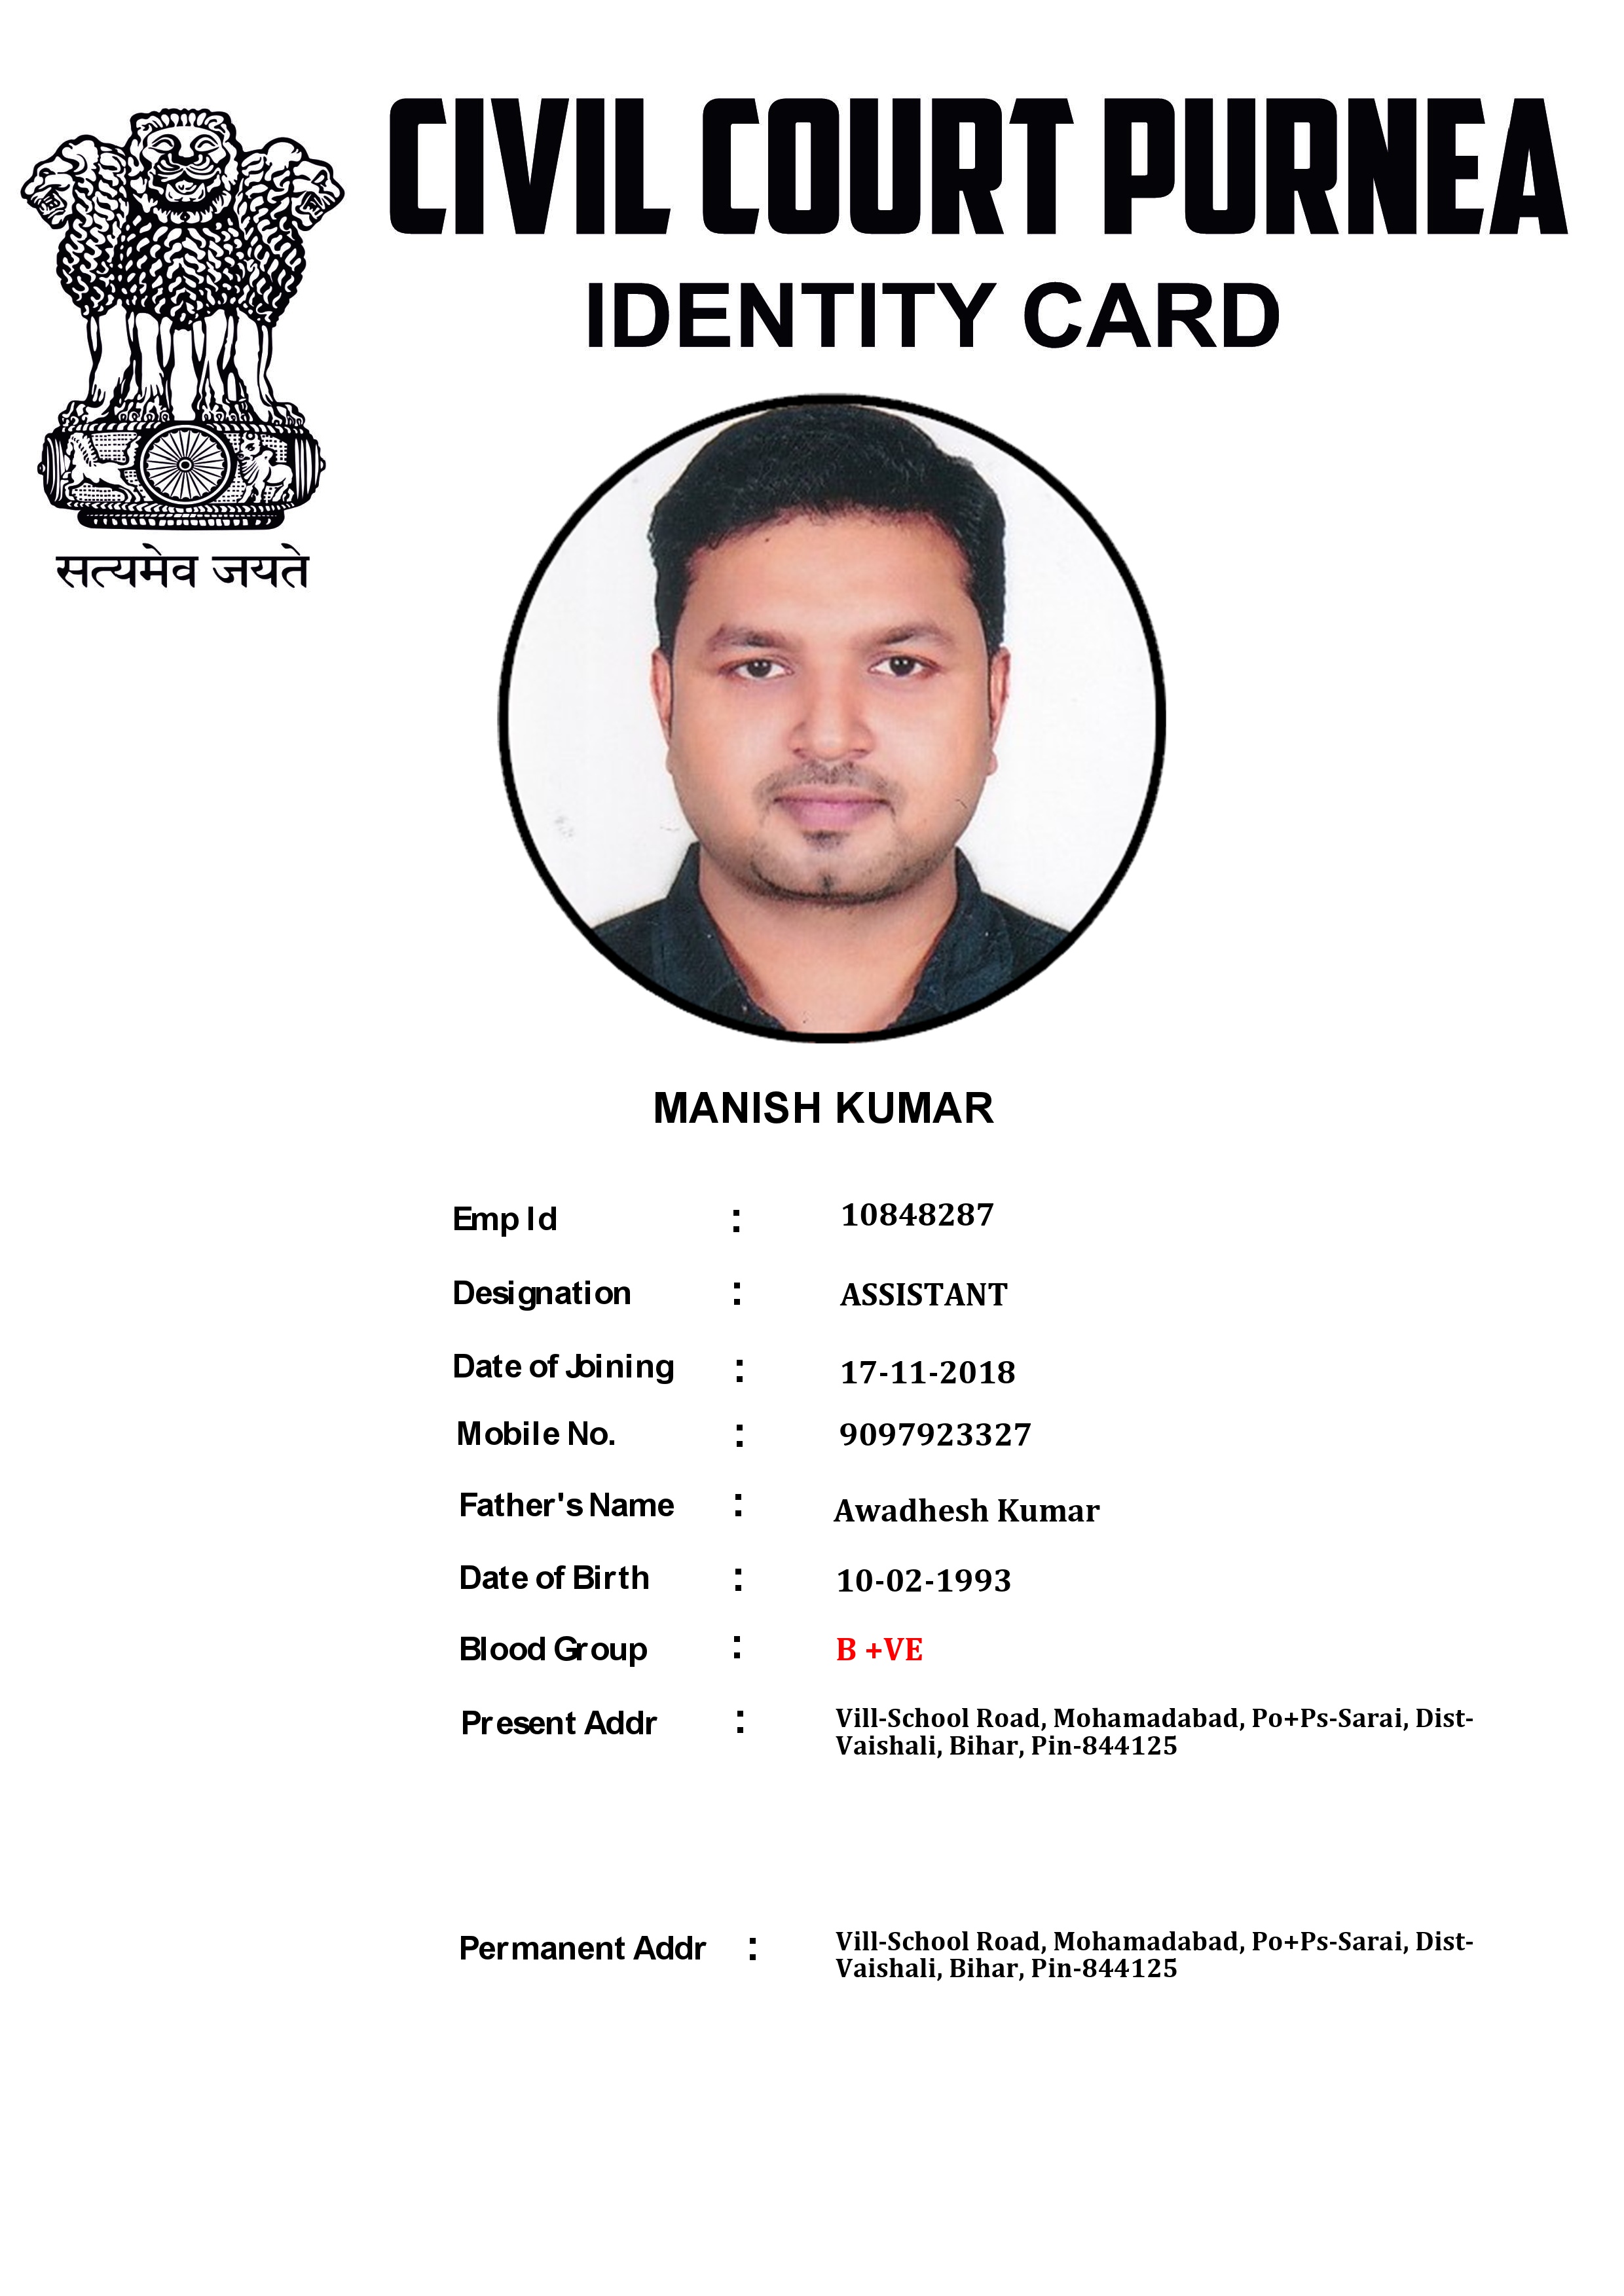 CIVIL COURT PURNEA
IDENTITY CARD
सत्यमेव जयते
MANISH KUMAR
Emp Id : 10848287
Designation : ASSISTANT
Date of Joining : 17-11-2018
Mobile No. : 9097923327
Father's Name : Awadhesh Kumar
Date of Birth : 10-02-1993
Blood Group : B +VE
Present Addr : Vill-School Road, Mohamadabad, Po+Ps-Sarai, Dist-
Vaishali, Bihar, Pin-844125
Permanent Addr : Vill-School Road, Mohamadabad, Po+Ps-Sarai, Dist-
Vaishali, Bihar, Pin-844125